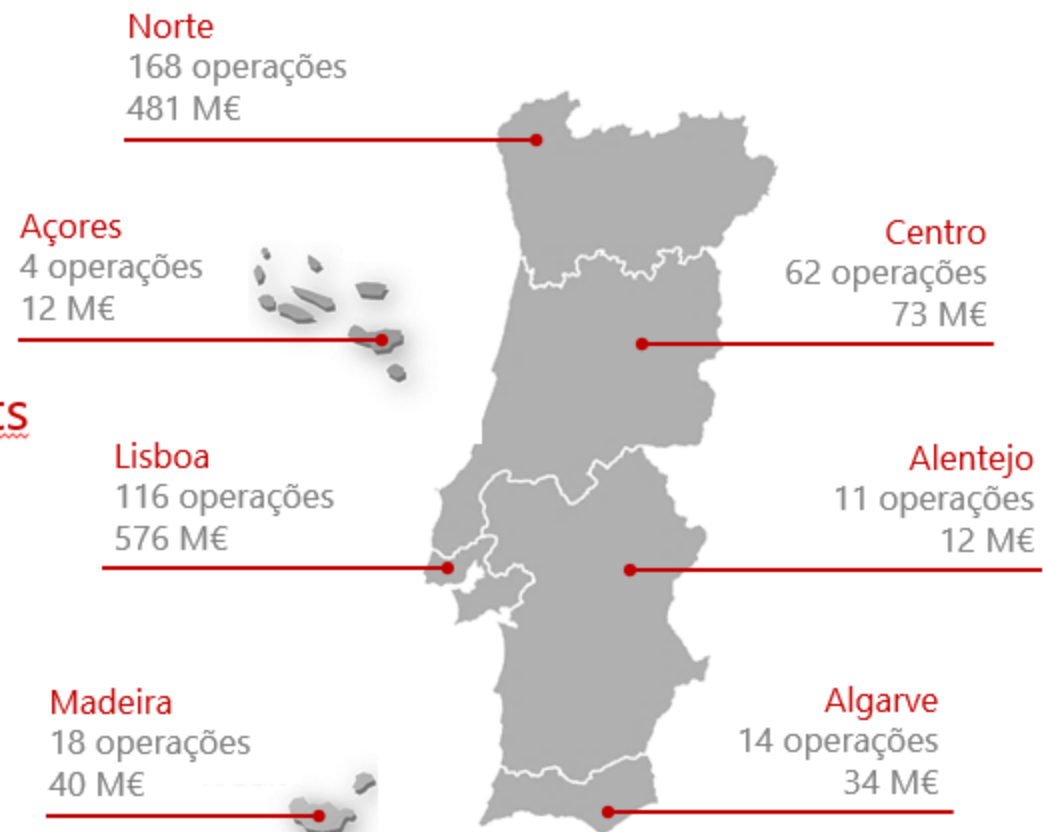 Norte
168 operações
481 M€
Açores
4 operações
12 M€
Centro
62 operações
73 M€
ts
Lisboa
116 operações
576 M€
Alentejo
11 operações
12 M€
Madeira
18 operações
40 M€
Algarve
14 operações
34 M€